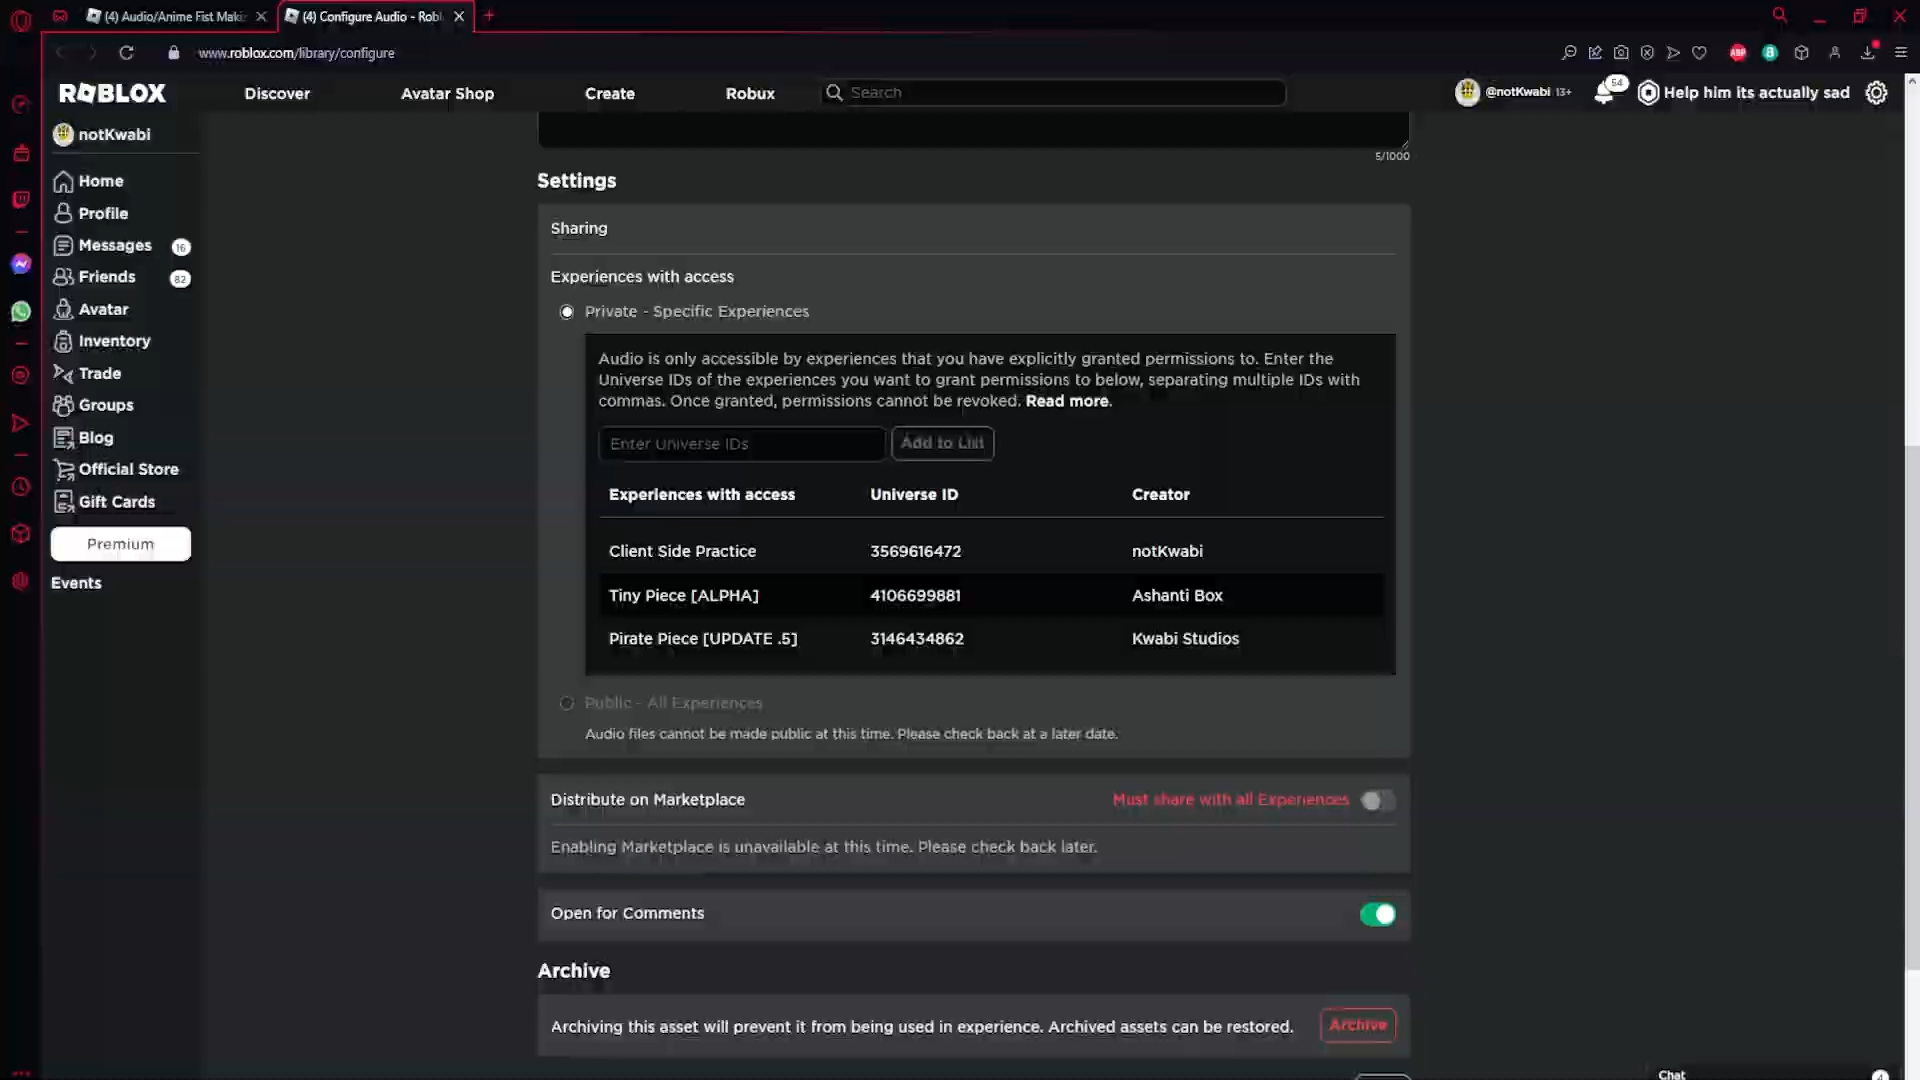 (4) Audio/Anime Fist Maki
(4) Configure Audio - Robl
www.roblox.com/library/configure
ROBLOX
Discover
Avatar Shop
Create
Robux
Search
@notKwabi 13+
54
Help him its actually sad
notKwabi
Home
Profile
Messages 16
Friends 82
Avatar
Inventory
Trade
Groups
Blog
Official Store
Gift Cards
Premium
Events
5/1000
Settings
Sharing
Experiences with access
Private - Specific Experiences
Audio is only accessible by experiences that you have explicitly granted permissions to. Enter the
Universe IDs of the experiences you want to grant permissions to below, separating multiple IDs with
commas. Once granted, permissions cannot be revoked. Read more.
Enter Universe IDs
Add to List
Experiences with access Universe ID Creator
Client Side Practice 3569616472 notKwabi
Tiny Piece [ALPHA] 4106699881 Ashanti Box
Pirate Piece [UPDATE .5] 3146434862 Kwabi Studios
Public - All Experiences
Audio files cannot be made public at this time. Please check back at a later date.
Distribute on Marketplace Must share with all Experiences
Enabling Marketplace is unavailable at this time. Please check back later.
Open for Comments
Archive
Archiving this asset will prevent it from being used in experience. Archived assets can be restored. Archive
Chat